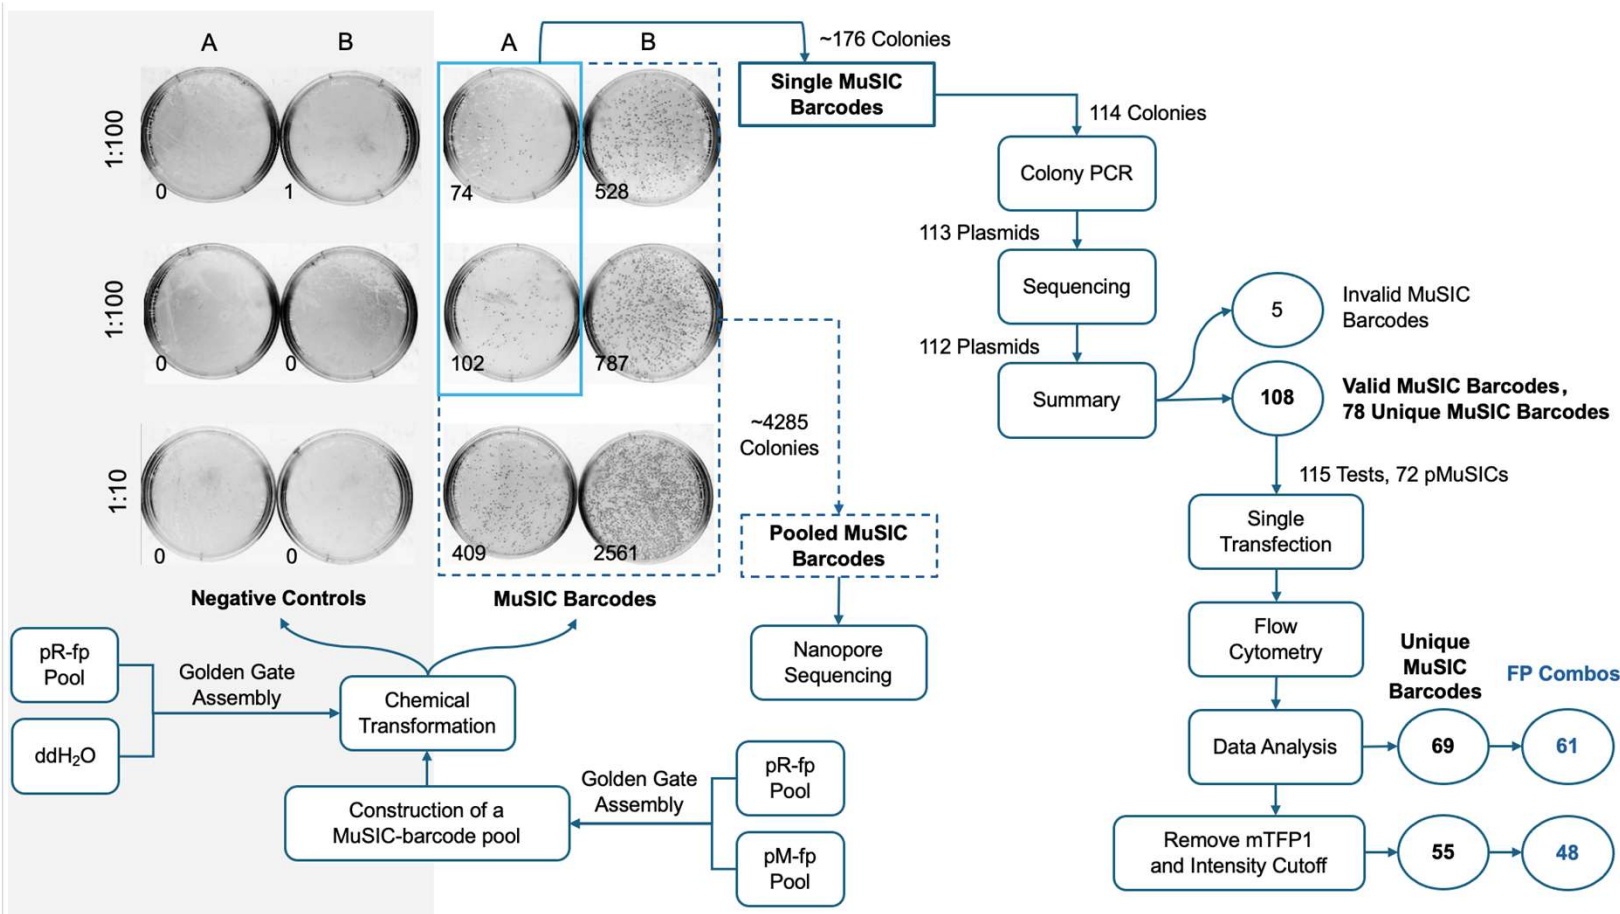 A B A B
~176 Colonies
Single MuSIC
Barcodes
114 Colonies
1:100
0 1 74 528
Colony PCR
113 Plasmids
1:100
0 0 102 787
Sequencing
5
Invalid MuSIC
Barcodes
112 Plasmids
Summary
108
Valid MuSIC Barcodes,
78 Unique MuSIC Barcodes
~4285
Colonies
1:10
0 0 409 2561
115 Tests, 72 pMuSICs
Pooled MuSIC
Barcodes
Single
Transfection
Negative Controls
MuSIC Barcodes
Nanopore
Sequencing
Flow
Cytometry
pR-fp
Pool
ddH₂O
Golden Gate
Assembly
Chemical
Transformation
Construction of a
MuSIC-barcode pool
Golden Gate
Assembly
pR-fp
Pool
pM-fp
Pool
Unique
MuSIC
Barcodes
FP Combos
Data Analysis
69
61
Remove mTFP1
and Intensity Cutoff
55
48